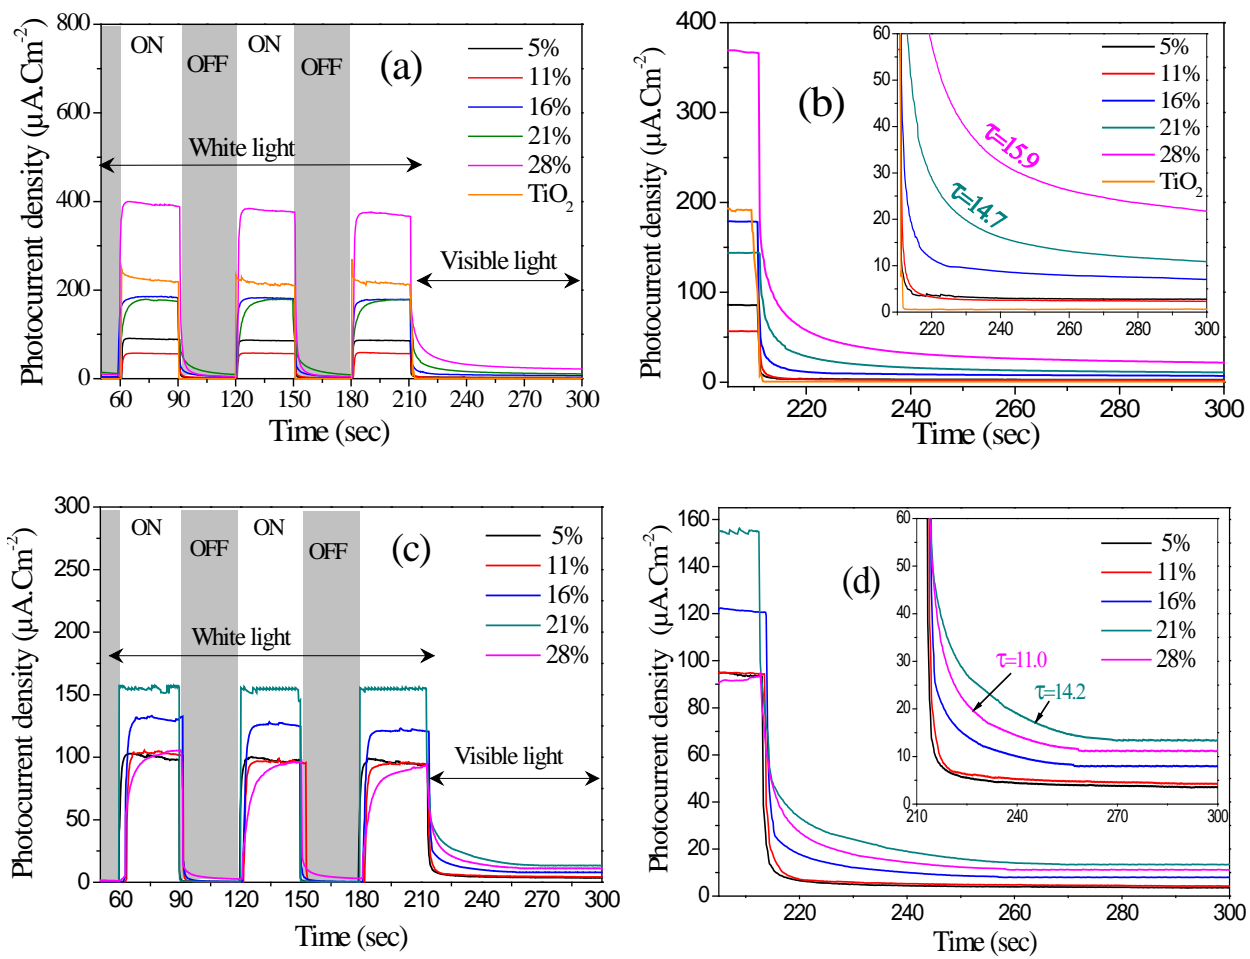 800
600
400
200
0
Photocurrent density (μA.Cm-2)
ON
OFF
ON
OFF
(a)
5%
11%
16%
21%
28%
TiO2
White light
Visible light
60 90 120 150 180 210 240 270 300
Time (sec)
400
300
200
100
0
Photocurrent density (μA.Cm-2)
(b)
60
50
40
30
20
10
0
τ=15.9
τ=14.7
220 240 260 280 300
5%
11%
16%
21%
28%
TiO2
220 240 260 280 300
Time (sec)
300
250
200
150
100
50
0
Photocurrent density (μA.Cm-2)
ON
OFF
ON
OFF
(c)
5%
11%
16%
21%
28%
White light
Visible light
60 90 120 150 180 210 240 270 300
Time (sec)
160
140
120
100
80
60
40
20
0
Photocurrent density (μA.Cm-2)
(d)
60
50
40
30
20
10
0
τ=11.0
τ=14.2
210 240 270 300
5%
11%
16%
21%
28%
220 240 260 280 300
Time (sec)